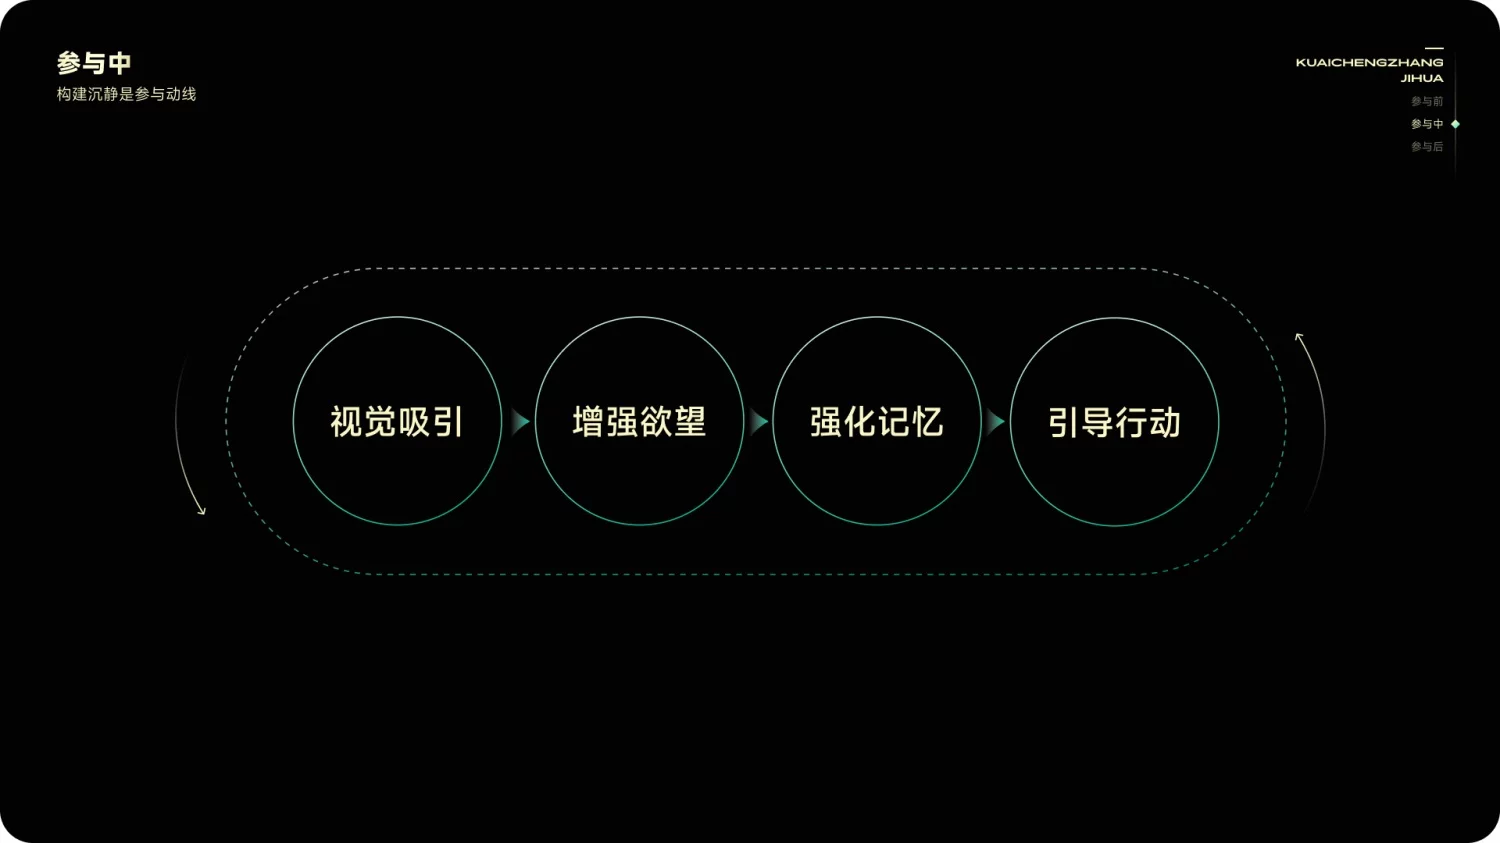 参与中
构建沉静是参与动线
KUAICHENGZHANG
JIHUA
参与前
参与中
参与后
视觉吸引
增强欲望
强化记忆
引导行动